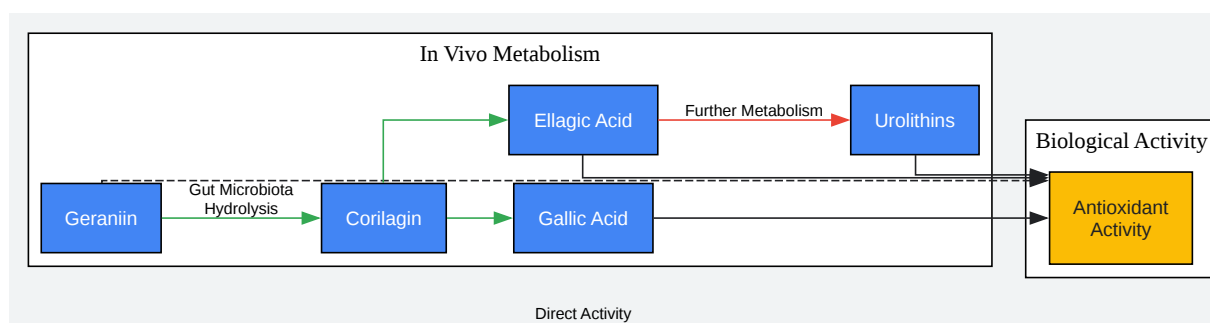 In Vivo Metabolism
Ellagic Acid
Further Metabolism
Urolithins
Biological Activity
Geraniin
Gut Microbiota
Hydrolysis
Corilagin
Gallic Acid
Antioxidant
Activity
Direct Activity